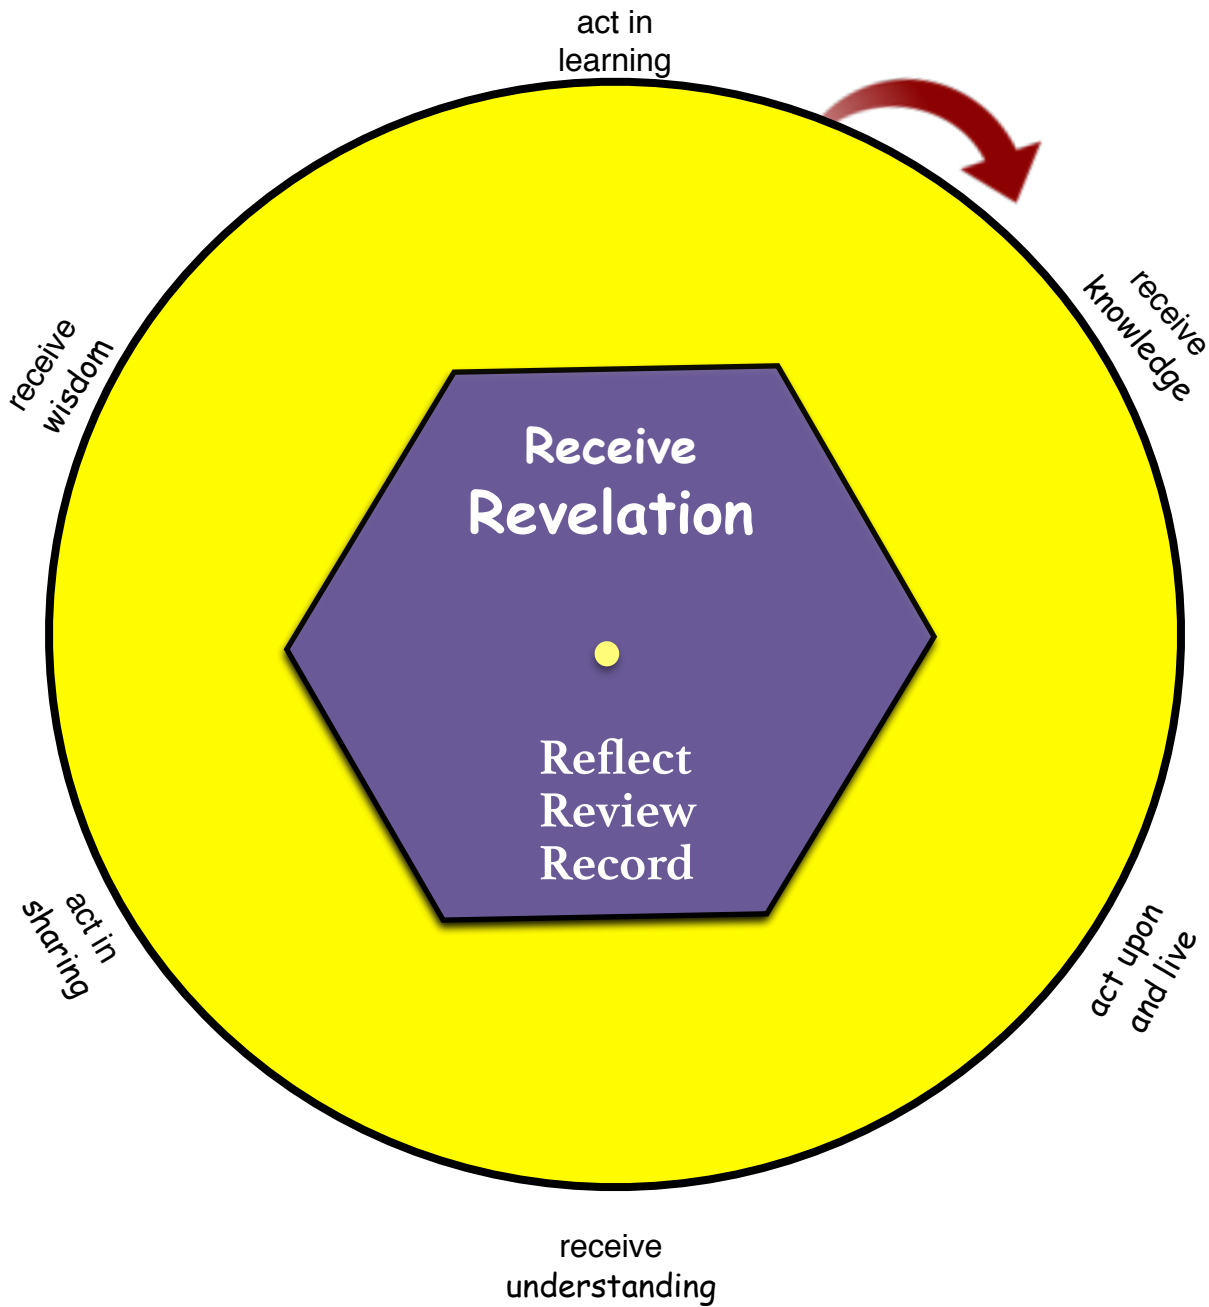 act in
learning
receive
knowledge
receive
wisdom
Receive
Revelation
Reflect
Review
Record
act in
sharing
act upon
and live
receive
understanding